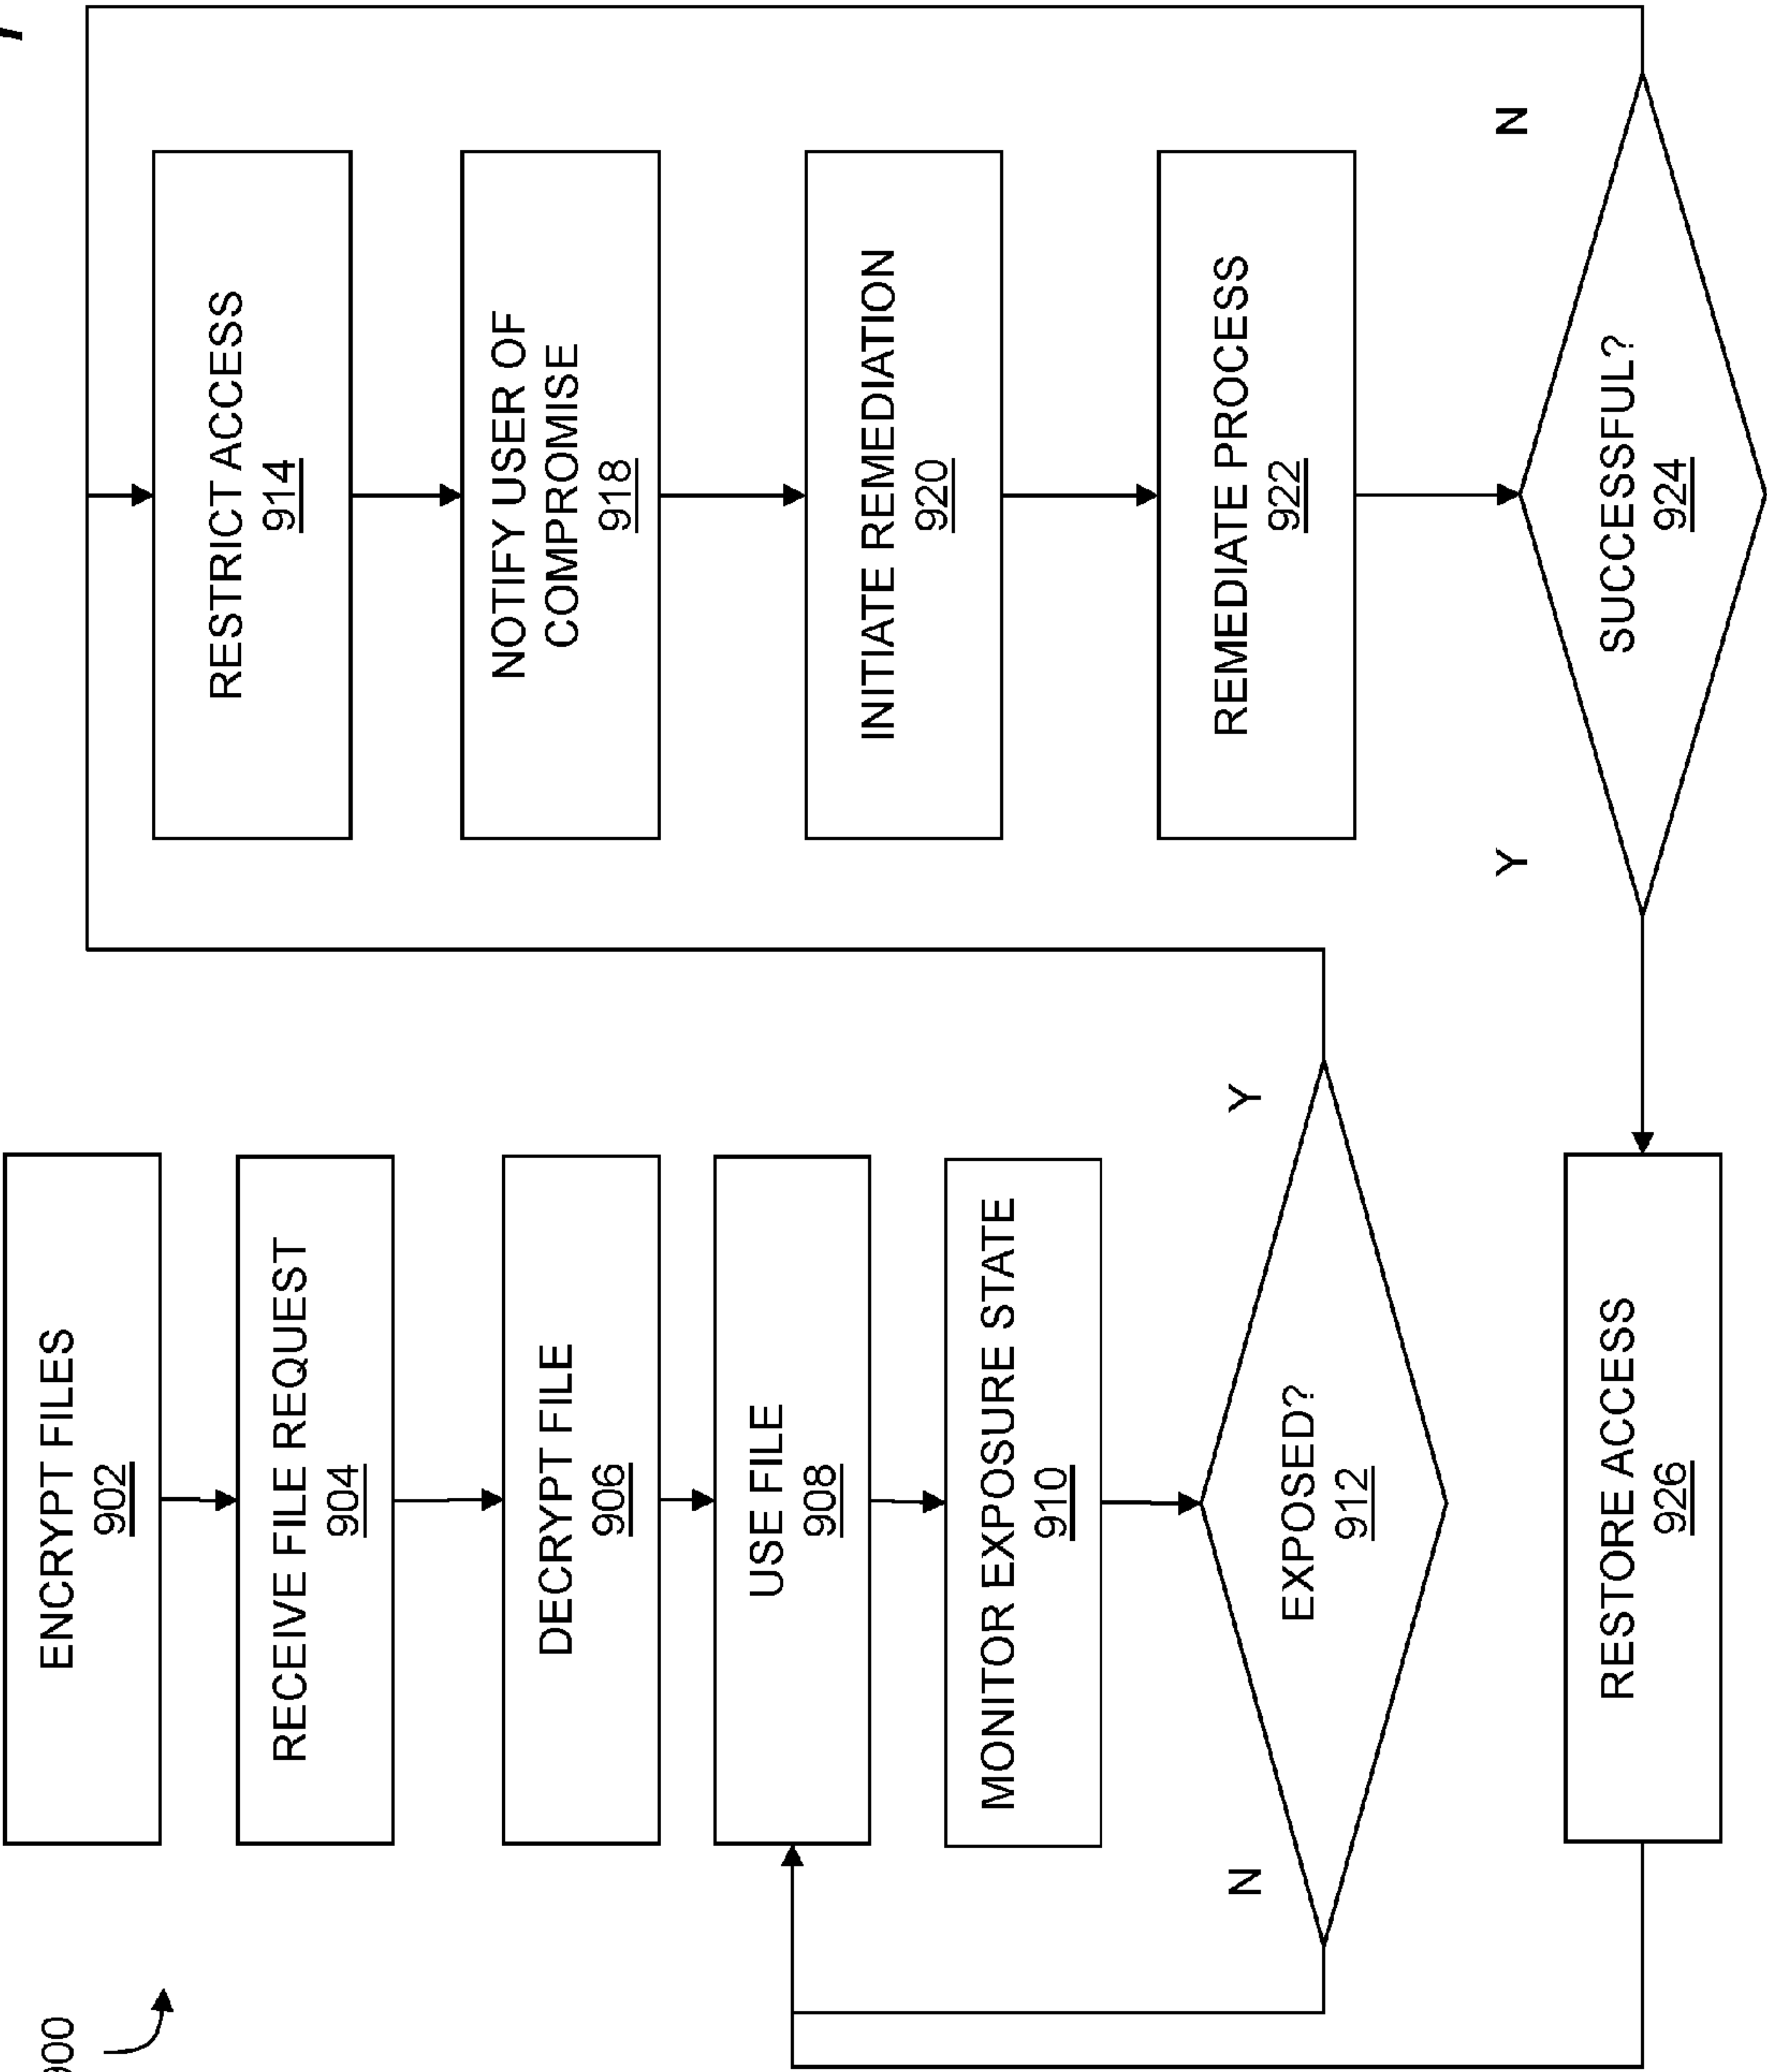 900
ENCRYPT FILES
902
RECEIVE FILE REQUEST
904
DECRYPT FILE
906
USE FILE
908
MONITOR EXPOSURE STATE
910
EXPOSED?
912
N
Y
RESTRICT ACCESS
914
NOTIFY USER OF
COMPROMISE
918
INITIATE REMEDIATION
920
REMEDIATE PROCESS
922
SUCCESSFUL?
924
Y
N
RESTORE ACCESS
926